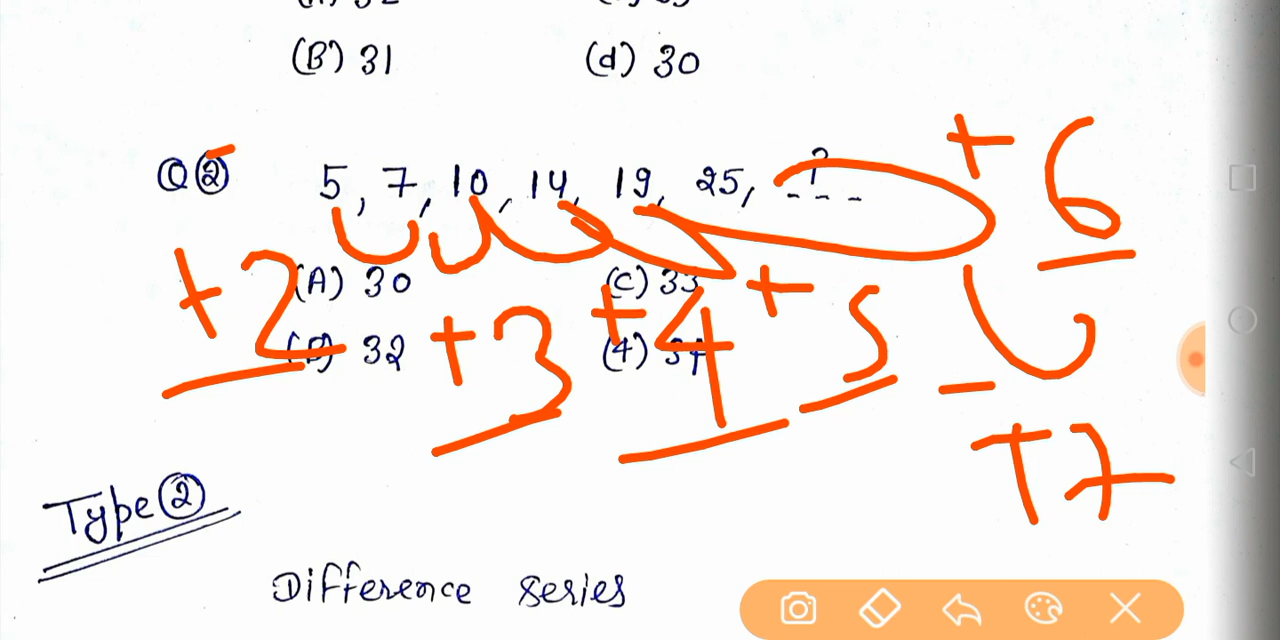 (B) 31 (d) 30
Q② 5, 7, 10, 14, 19, 25, ---?
+6
+2 (A) 30 (C) 33 +5
32 +3 +4 (4)
+7
Type②
Difference series